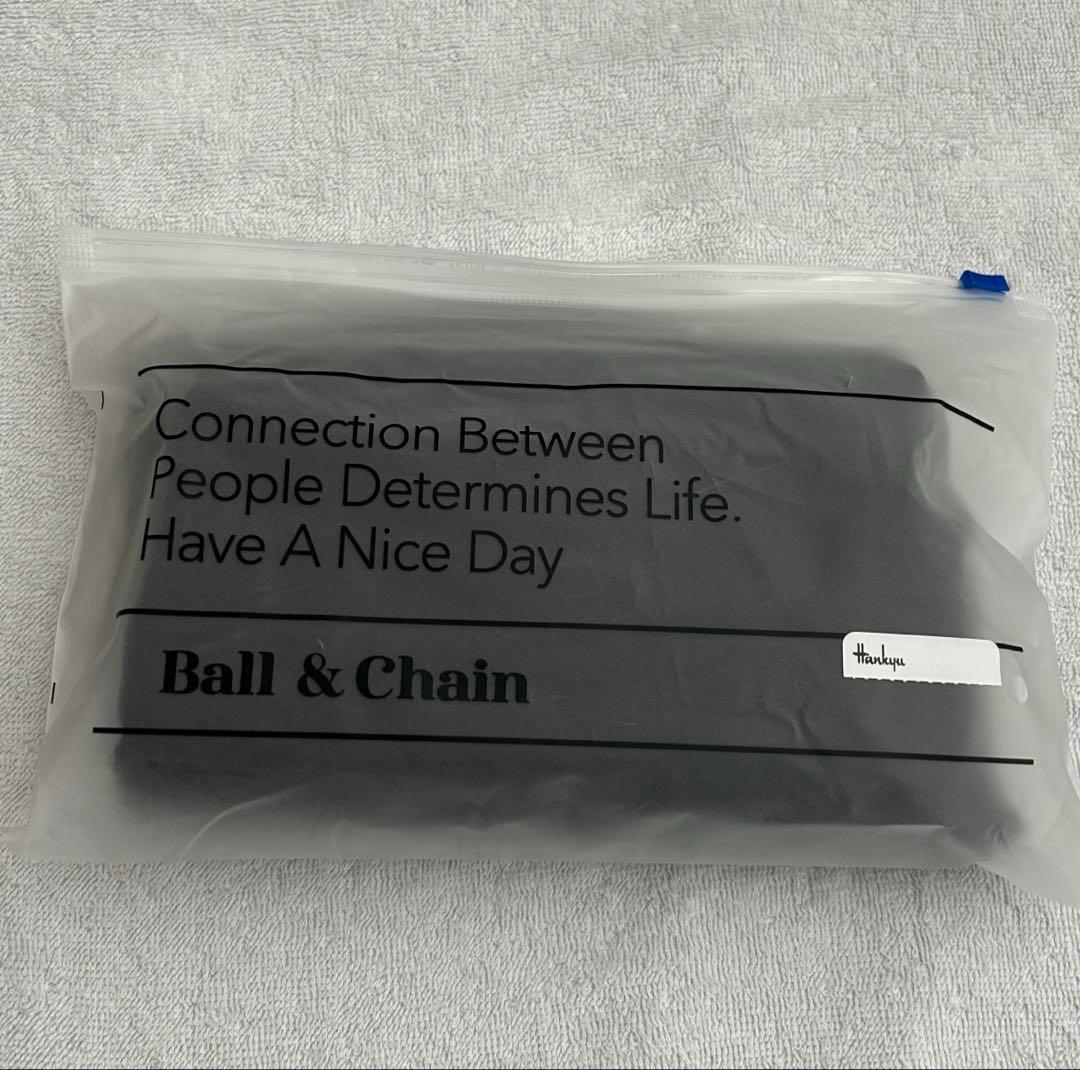 Connection Between
People Determines Life.
Have A Nice Day
Ball & Chain
Hankyu